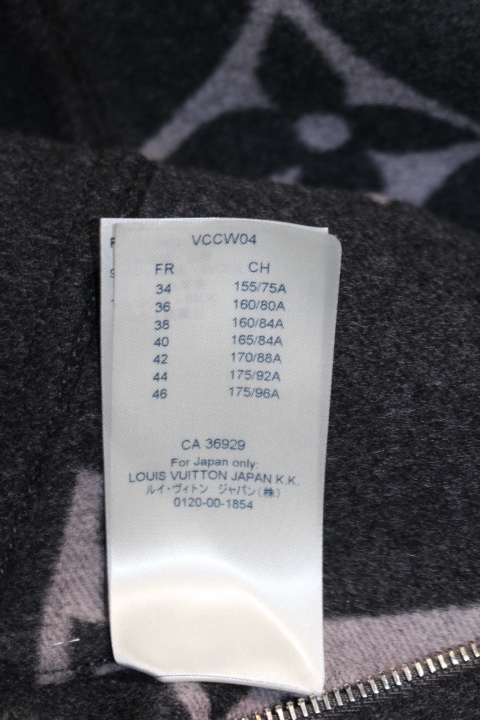 VCCW04
FR CH
34 155/75A
36 160/80A
38 160/84A
40 165/84A
42 170/88A
44 175/92A
46 175/96A
CA 36929
For Japan only:
LOUIS VUITTON JAPAN K.K.
ルイ・ヴィトン ジャパン(株)
0120-00-1854